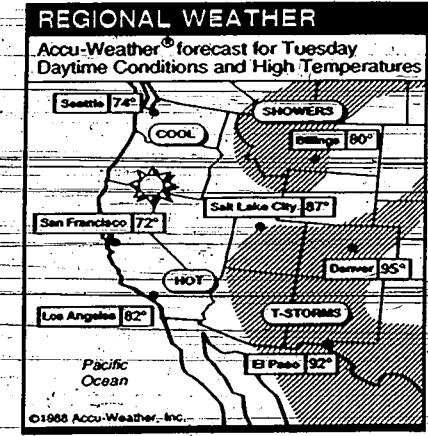 REGIONAL WEATHER
Accu-Weather® forecast for Tuesday
Daytime Conditions and High Temperatures
Seattle 74°
SHOWERS
COOL
Billings 80°
Salt Lake City 87°
San Francisco 72°
Denver 95°
HOT
Los Angeles 82°
T-STORMS
El Paso 92°
Pacific
Ocean
©1988 Accu-Weather, Inc.